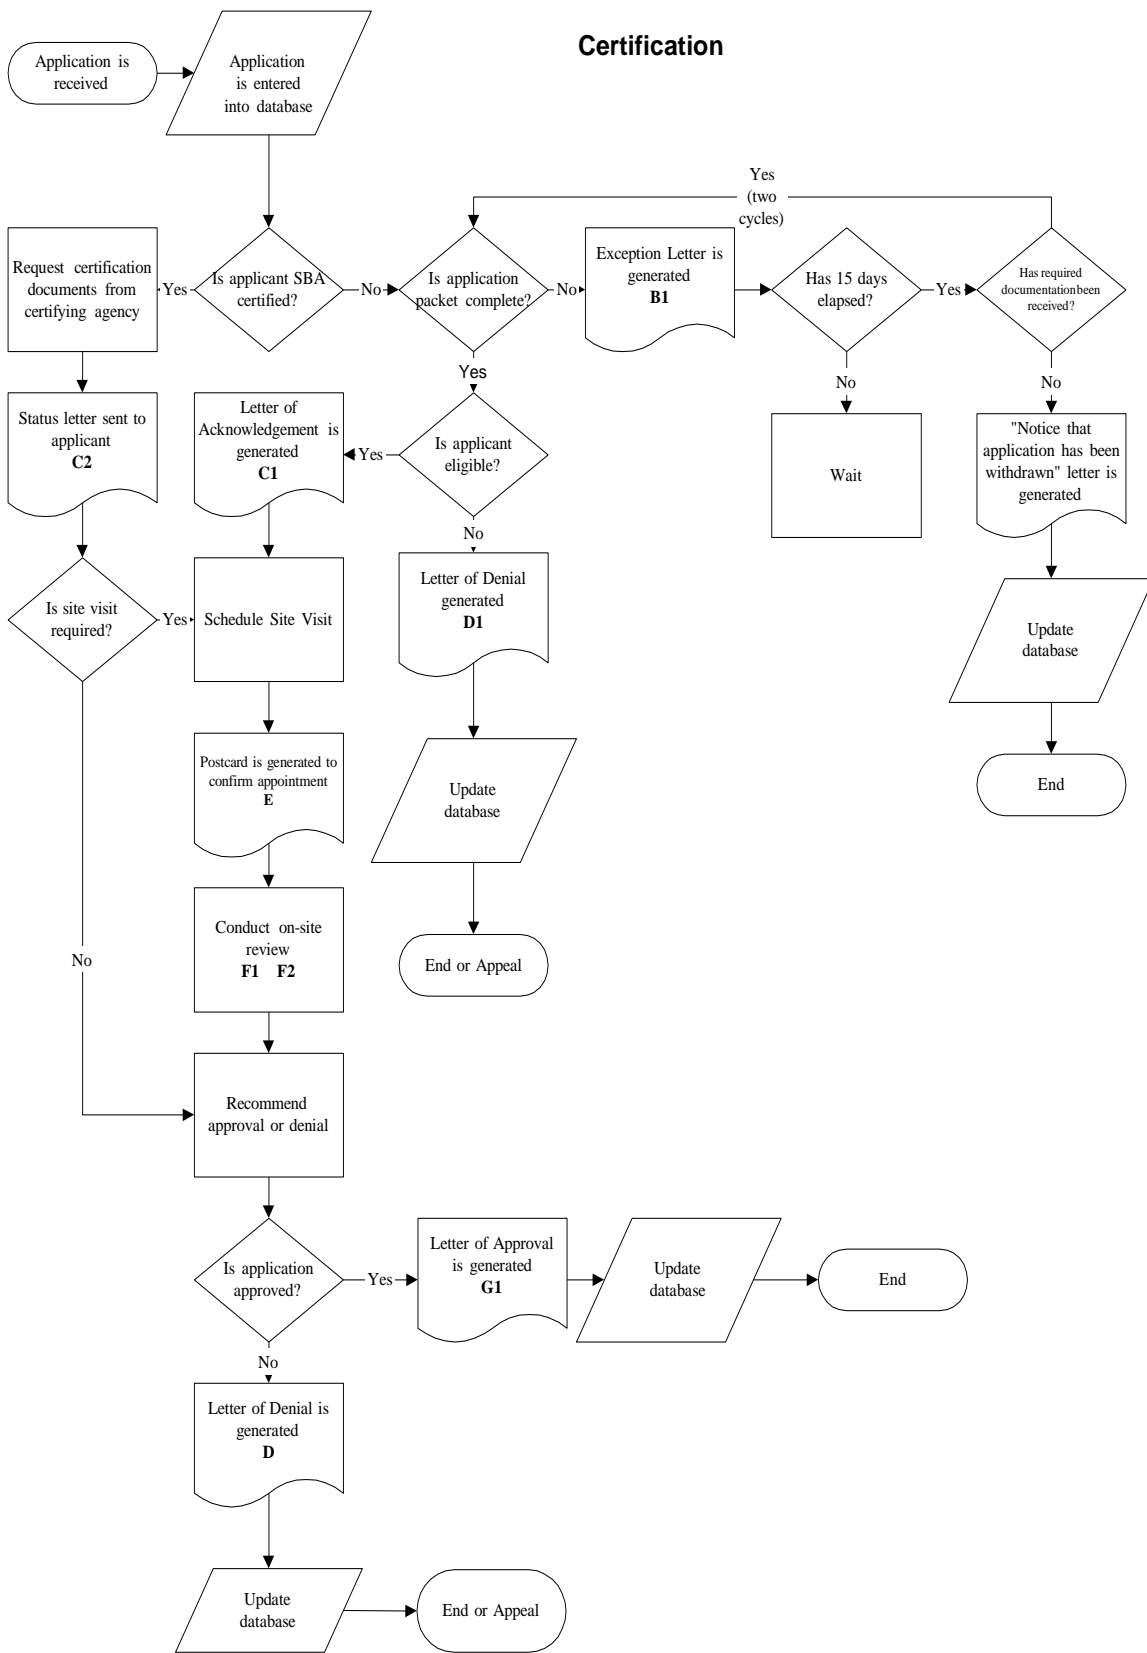 Certification
Application is
received
Application
is entered
into database
Yes
(two
cycles)
Request certification
documents from
certifying agency
Yes
Is applicant SBA
certified?
No
Is application
packet complete?
No
Exception Letter is
generated
B1
Has 15 days
elapsed?
Yes
Has required
documentation been
received?
Yes
No
No
Status letter sent to
applicant
C2
Letter of
Acknowledgement is
generated
C1
Yes
Is applicant
eligible?
Wait
"Notice that
application has been
withdrawn" letter is
generated
No
Is site visit
required?
Yes
Schedule Site Visit
Letter of Denial
generated
D1
Update
database
Postcard is generated to
confirm appointment
E
Update
database
End
Conduct on-site
review
F1 F2
No
End or Appeal
Recommend
approval or denial
Is application
approved?
Yes
Letter of Approval
is generated
G1
Update
database
End
No
Letter of Denial is
generated
D
Update
database
End or Appeal